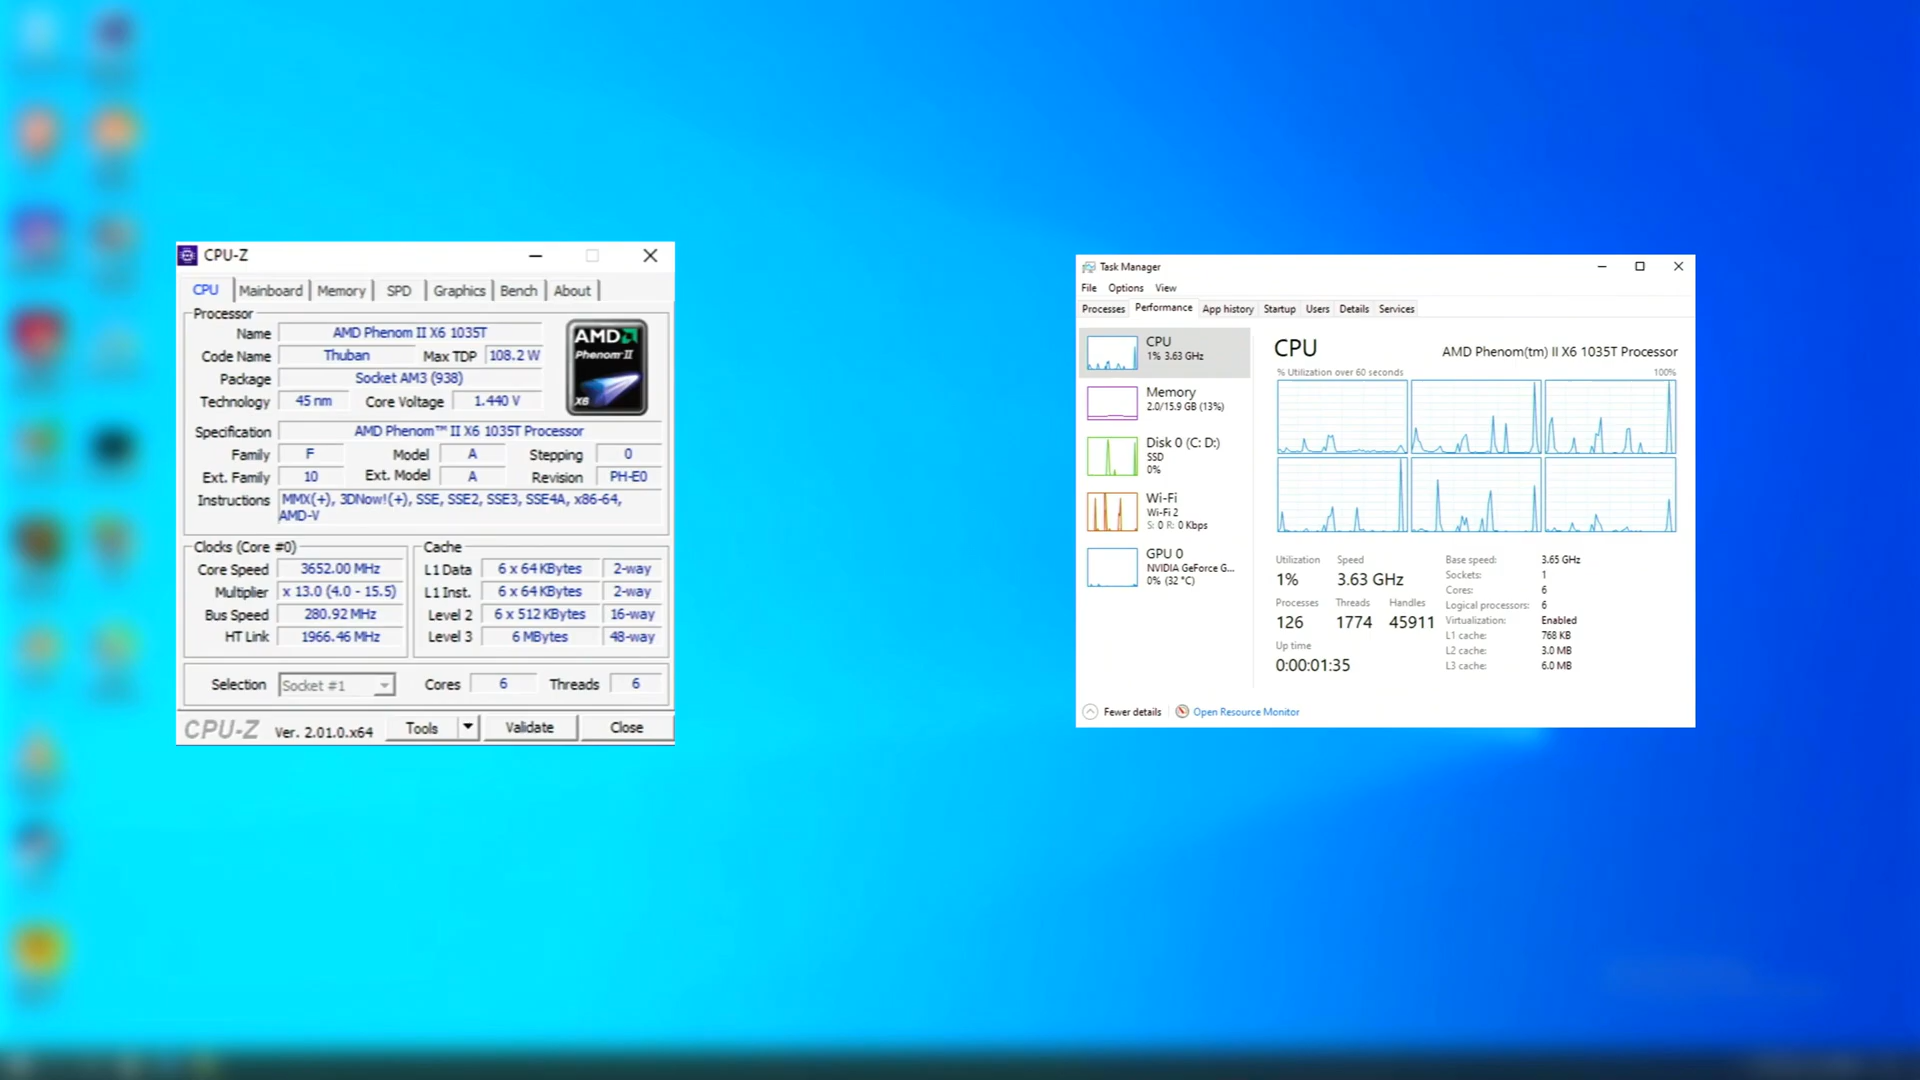 CPU-Z
CPU Mainboard Memory SPD Graphics Bench About
Processor
Name AMD Phenom II X6 1035T
Code Name Thuban Max TDP 108.2 W
Package Socket AM3 (938)
Technology 45 nm Core Voltage 1.440 V
AMD
Phenom II
X6
Specification AMD Phenom™ II X6 1035T Processor
Family F Model A Stepping 0
Ext. Family 10 Ext. Model A Revision PH-E0
Instructions MMX(+), 3DNow!(+), SSE, SSE2, SSE3, SSE4A, x86-64,
AMD-V
Clocks (Core #0)
Core Speed 3652.00 MHz
Multiplier x 13.0 (4.0 - 15.5)
Bus Speed 280.92 MHz
HT Link 1966.46 MHz
Cache
L1 Data 6 x 64 KBytes 2-way
L1 Inst. 6 x 64 KBytes 2-way
Level 2 6 x 512 KBytes 16-way
Level 3 6 MBytes 48-way
Selection Socket #1 Cores 6 Threads 6
CPU-Z Ver. 2.01.0.x64 Tools Validate Close
Task Manager
File Options View
Processes Performance App history Startup Users Details Services
CPU
1% 3.63 GHz
Memory
2.0/15.9 GB (13%)
Disk 0 (C: D:)
SSD
0%
Wi-Fi
Wi-Fi 2
S: 0 R: 0 Kbps
GPU 0
NVIDIA GeForce G...
0% (32 °C)
CPU AMD Phenom(tm) II X6 1035T Processor
% Utilization over 60 seconds 100%
Utilization Speed
1% 3.63 GHz
Processes Threads Handles
126 1774 45911
Up time
0:00:01:35
Base speed: 3.65 GHz
Sockets: 1
Cores: 6
Logical processors: 6
Virtualization: Enabled
L1 cache: 768 KB
L2 cache: 3.0 MB
L3 cache: 6.0 MB
Fewer details Open Resource Monitor